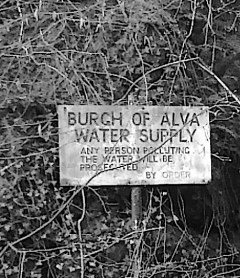 BURGH OF ALVA
WATER SUPPLY
ANY PERSON POLLUTING
THE WATER WILL BE
PROSECUTED
BY ORDER